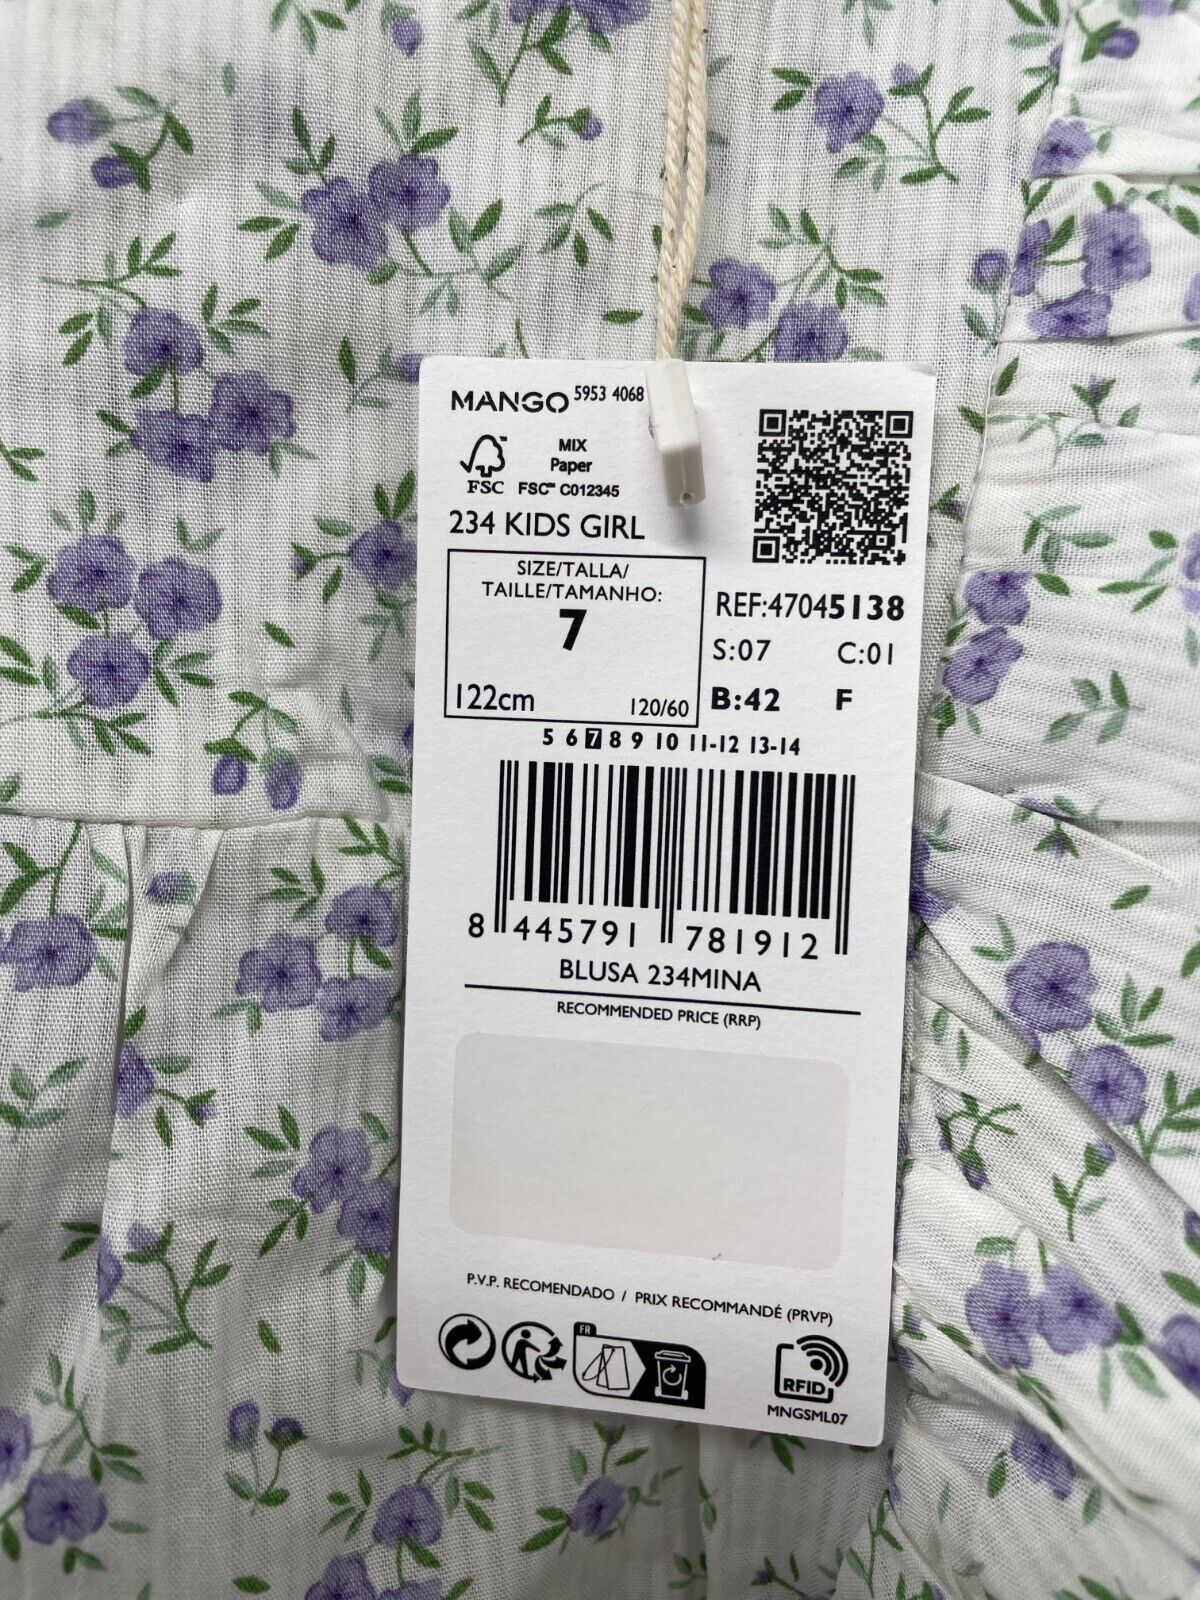 MANGO 5953 4068
MIX
Paper
FSC FSC™ C012345
234 KIDS GIRL
SIZE/TALLA/
TAILLE/TAMANHO:
7
122cm 120/60
REF:47045138
S:07 C:01
B:42 F
5 6 7 8 9 10 11-12 13-14
8 445791 781912
BLUSA 234MINA
RECOMMENDED PRICE (RRP)
P.V.P. RECOMENDADO / PRIX RECOMMANDÉ (PRVP)
FR
RFID
MNGSML07